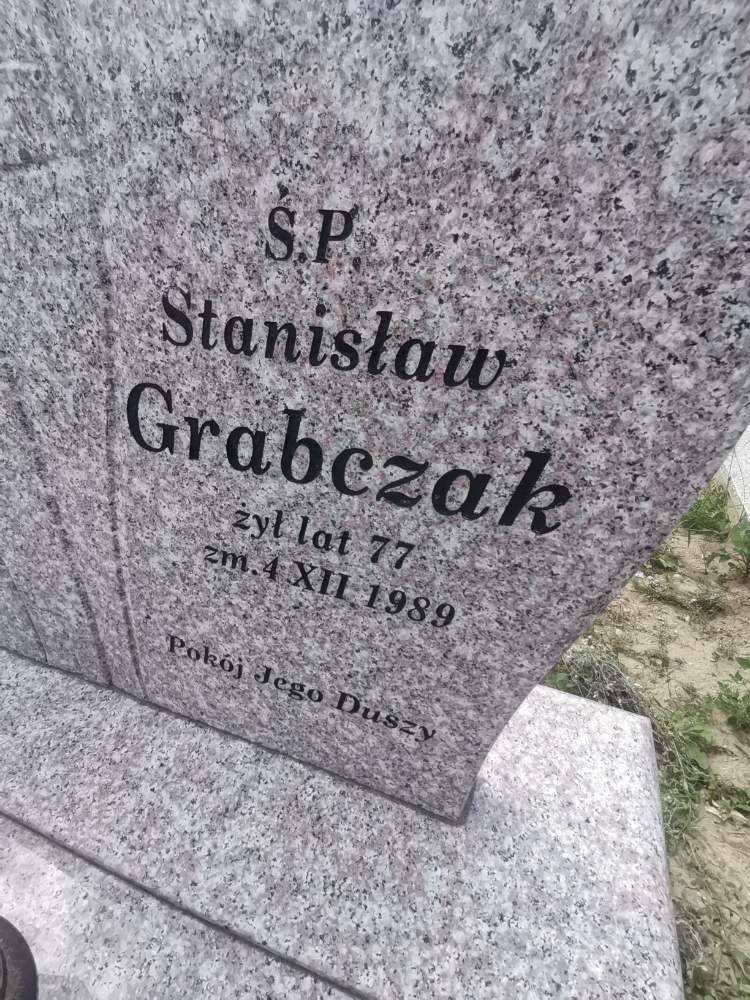 Ś.P.
Stanisław
Grabczak
żył lat 77
zm.4 XII 1989
Pokój Jego Duszy